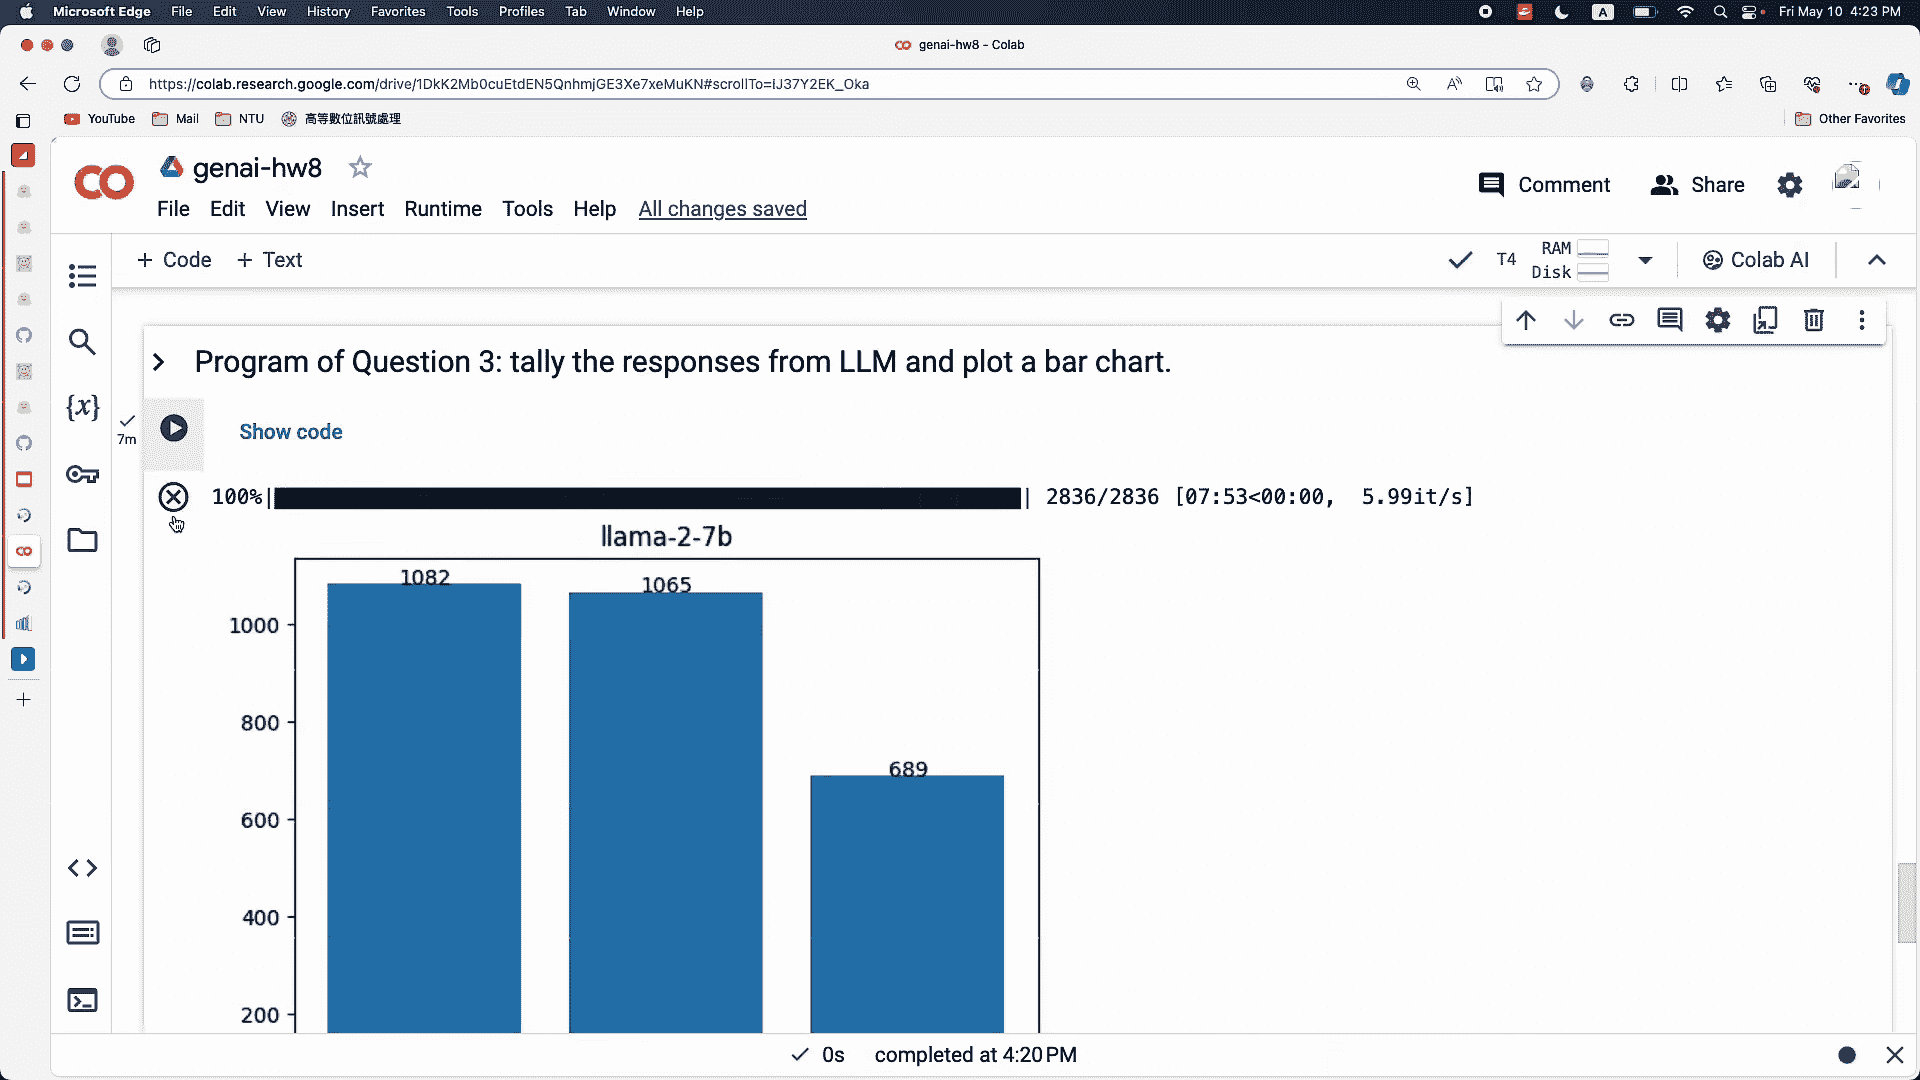 Microsoft Edge File Edit View History Favorites Tools Profiles Tab Window Help A Fri May 10 4:23 PM
genai-hw8 - Colab
https://colab.research.google.com/drive/1DkK2Mb0cuEtdEN5QnhmjGE3Xe7xeMuKN#scrollTo=IJ37Y2EK_Oka
YouTube Mail NTU 高等數位訊號處理 Other Favorites
genai-hw8
Comment Share
File Edit View Insert Runtime Tools Help All changes saved
+ Code + Text T4 RAM Disk Colab AI
Program of Question 3: tally the responses from LLM and plot a bar chart.
Show code
7m
100%| | 2836/2836 [07:53<00:00, 5.99it/s]
llama-2-7b
1082
1065
1000
800
689
600
400
200
0s completed at 4:20 PM